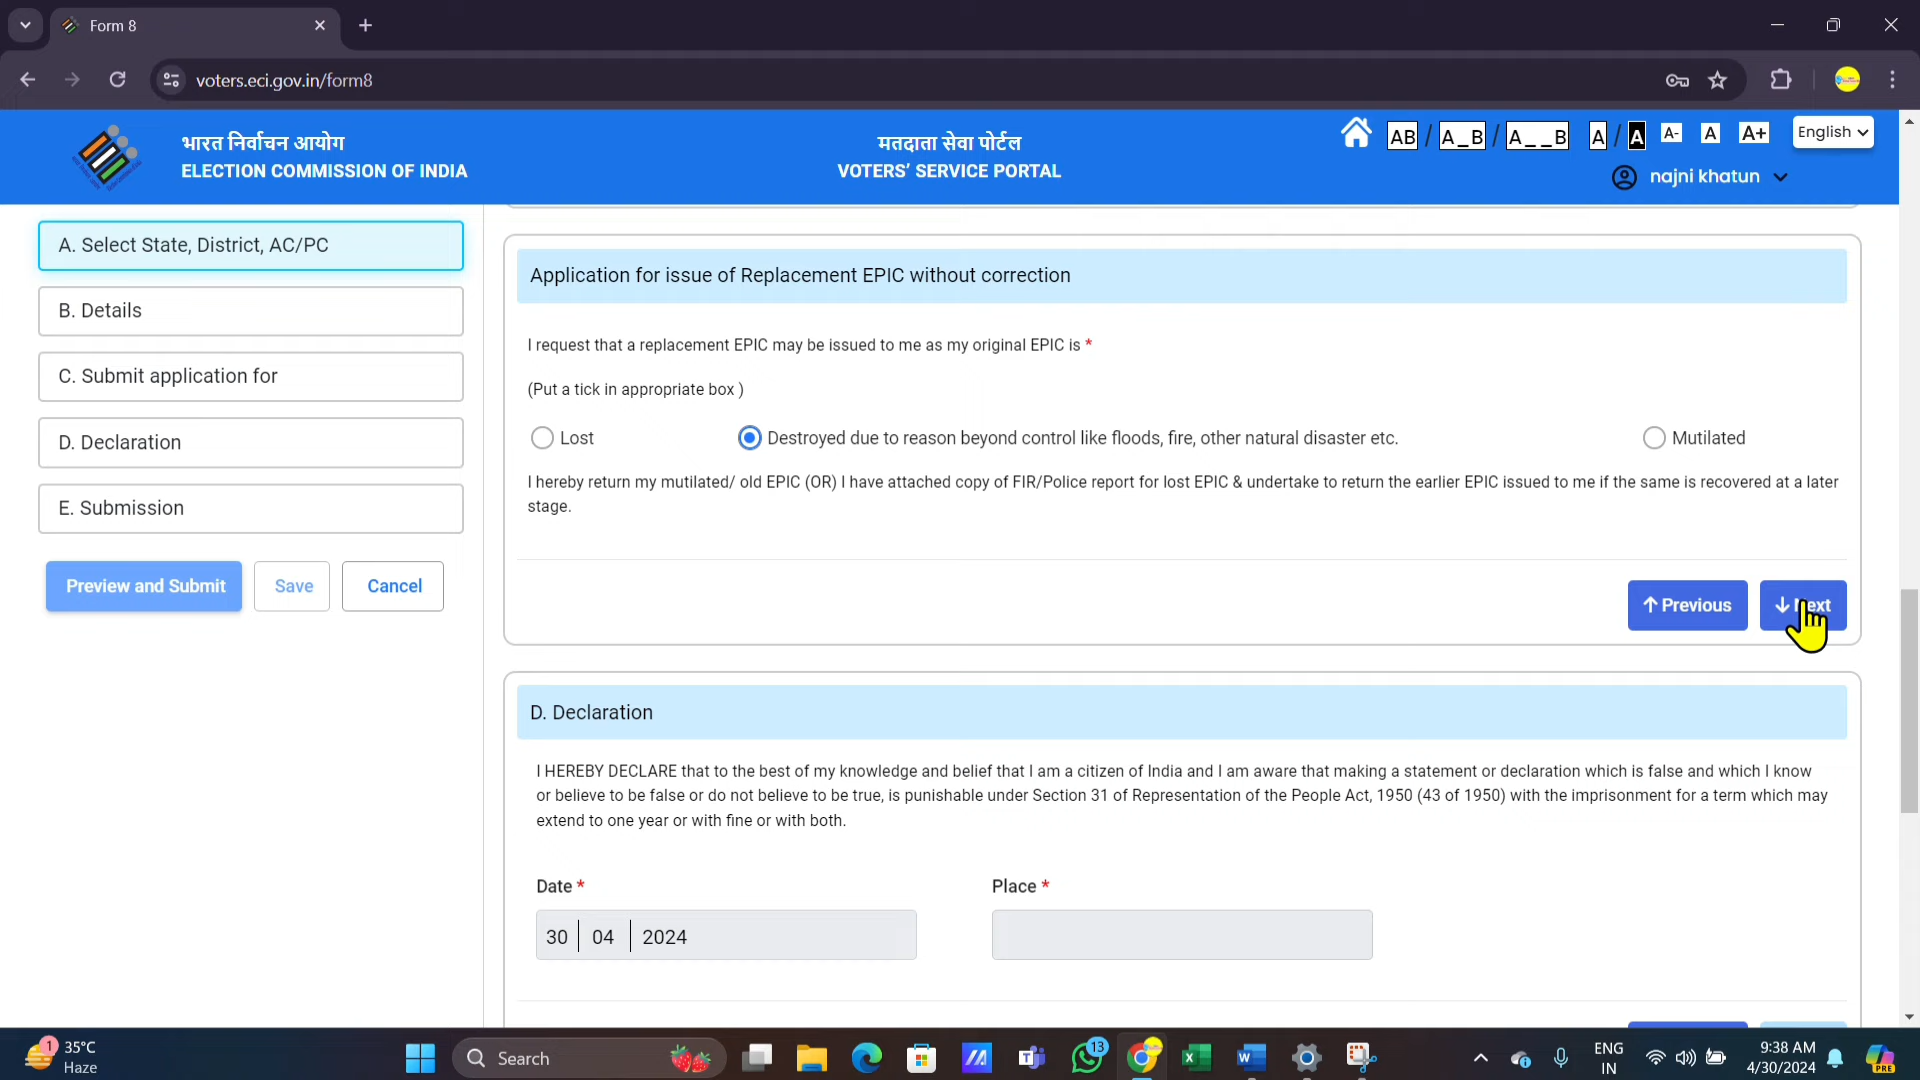 Form 8
voters.eci.gov.in/form8
भारत निर्वाचन आयोग
ELECTION COMMISSION OF INDIA
मतदाता सेवा पोर्टल
VOTERS' SERVICE PORTAL
AB / A_B / A__B A / A A- A A+ English
najni khatun
A. Select State, District, AC/PC
B. Details
C. Submit application for
D. Declaration
E. Submission
Preview and Submit Save Cancel
Application for issue of Replacement EPIC without correction
I request that a replacement EPIC may be issued to me as my original EPIC is *
(Put a tick in appropriate box )
Lost Destroyed due to reason beyond control like floods, fire, other natural disaster etc. Mutilated
I hereby return my mutilated/ old EPIC (OR) I have attached copy of FIR/Police report for lost EPIC & undertake to return the earlier EPIC issued to me if the same is recovered at a later
stage.
Previous Next
D. Declaration
I HEREBY DECLARE that to the best of my knowledge and belief that I am a citizen of India and I am aware that making a statement or declaration which is false and which I know
or believe to be false or do not believe to be true, is punishable under Section 31 of Representation of the People Act, 1950 (43 of 1950) with the imprisonment for a term which may
extend to one year or with fine or with both.
Date * Place *
30 04 2024
1 35°C
Haze
Search
13
ENG
IN
9:38 AM
4/30/2024
PRE